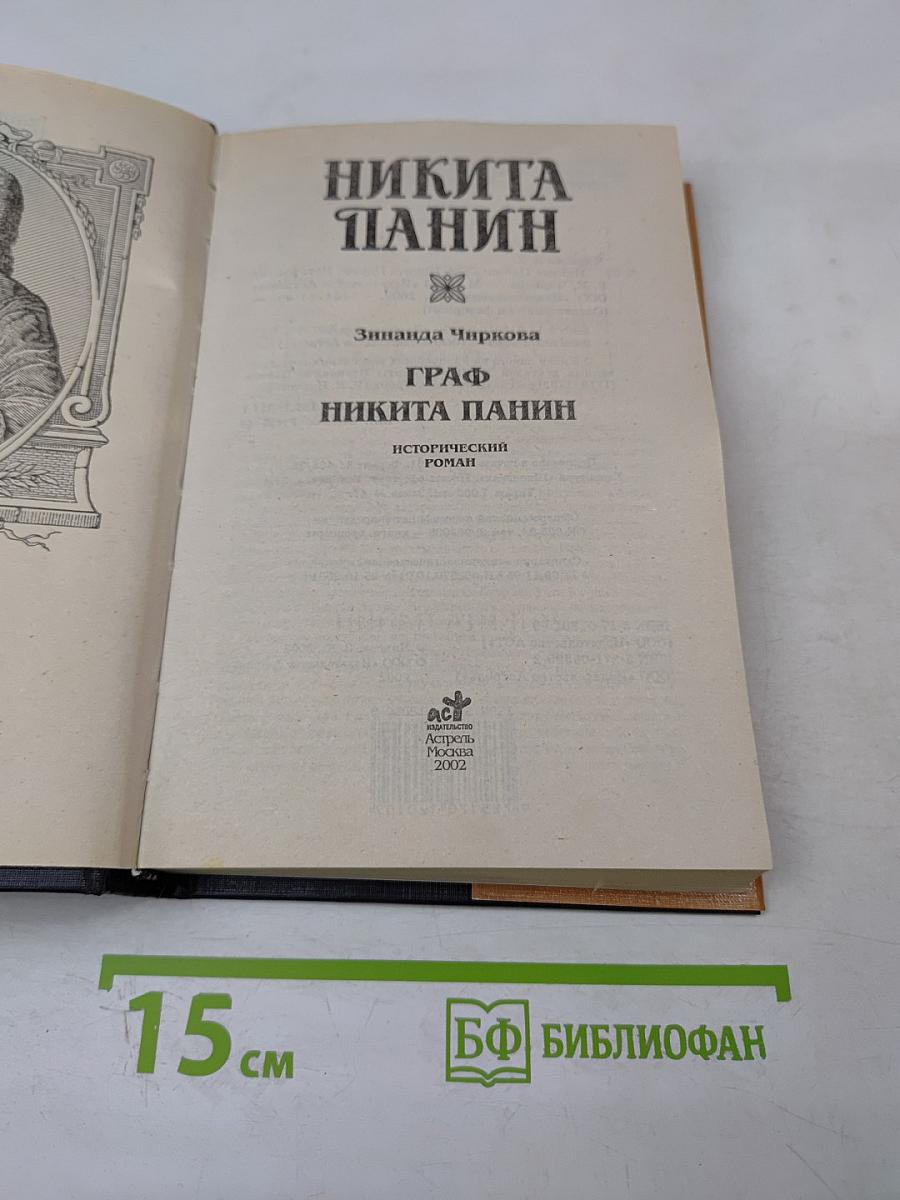 НИКИТА
ПАНИН
Зинаида Чиркова
ГРАФ
НИКИТА ПАНИН
ИСТОРИЧЕСКИЙ
РОМАН
аст
ИЗДАТЕЛЬСТВО
Астрель
Москва
2002
15 см
БФ БИБЛИОФАН